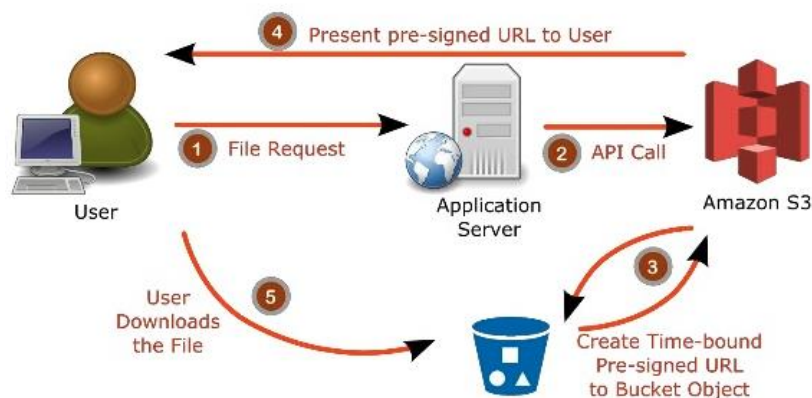 4 Present pre-signed URL to User
1 File Request
2 API Call
User
Application
Server
Amazon S3
3
5
User
Downloads
the File
Create Time-bound
Pre-signed URL
to Bucket Object